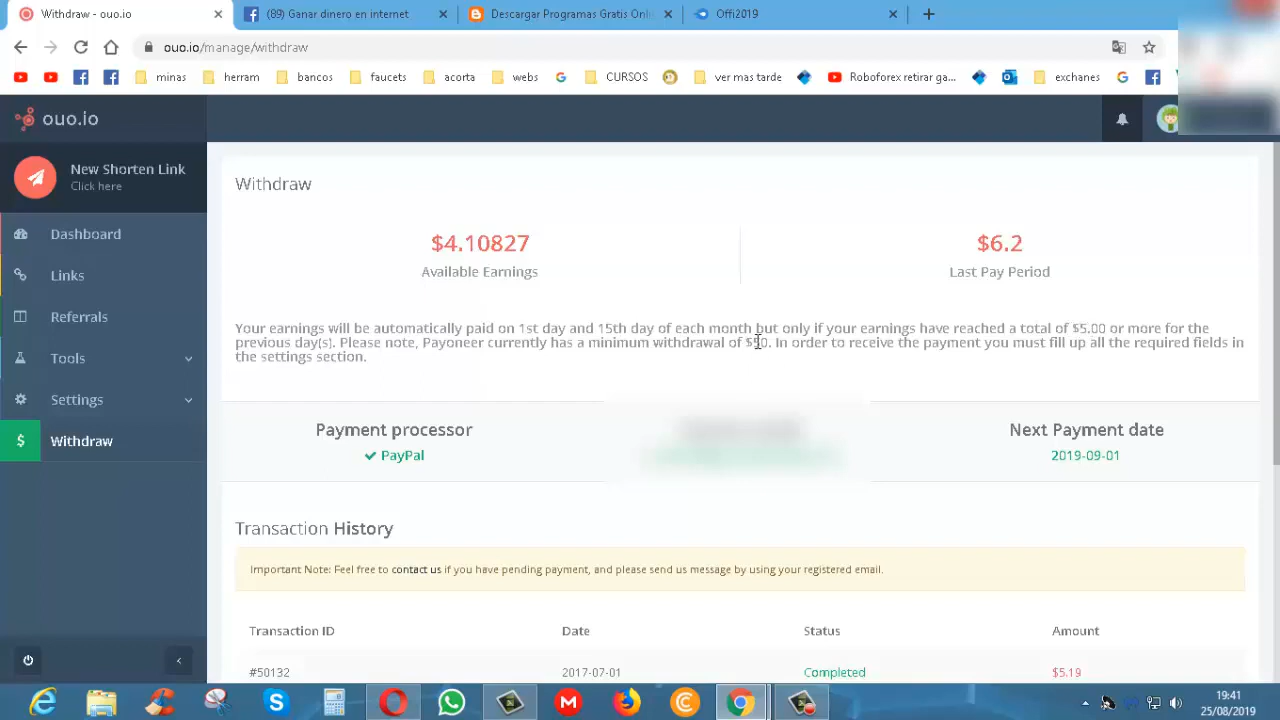 Withdraw - ouo.io
(89) Ganar dinero en internet
Descargar Programas Gratis Onl
Offi2019
ouo.io/manage/withdraw
minas
herram
bancos
faucets
acorta
webs
CURSOS
ver mas tarde
Roboforex retirar ga...
exchanes
ouo.io
New Shorten Link
Click here
Dashboard
Links
Referrals
Tools
Settings
Withdraw
Withdraw
$4.10827
Available Earnings
$6.2
Last Pay Period
Your earnings will be automatically paid on 1st day and 15th day of each month but only if your earnings have reached a total of $5.00 or more for the
previous day(s). Please note, Payoneer currently has a minimum withdrawal of $50. In order to receive the payment you must fill up all the required fields in
the settings section.
Payment processor
PayPal
Next Payment date
2019-09-01
Transaction History
Important Note: Feel free to contact us if you have pending payment, and please send us message by using your registered email.
Transaction ID Date Status Amount
#50132 2017-07-01 Completed $5.19
19:41
25/08/2019